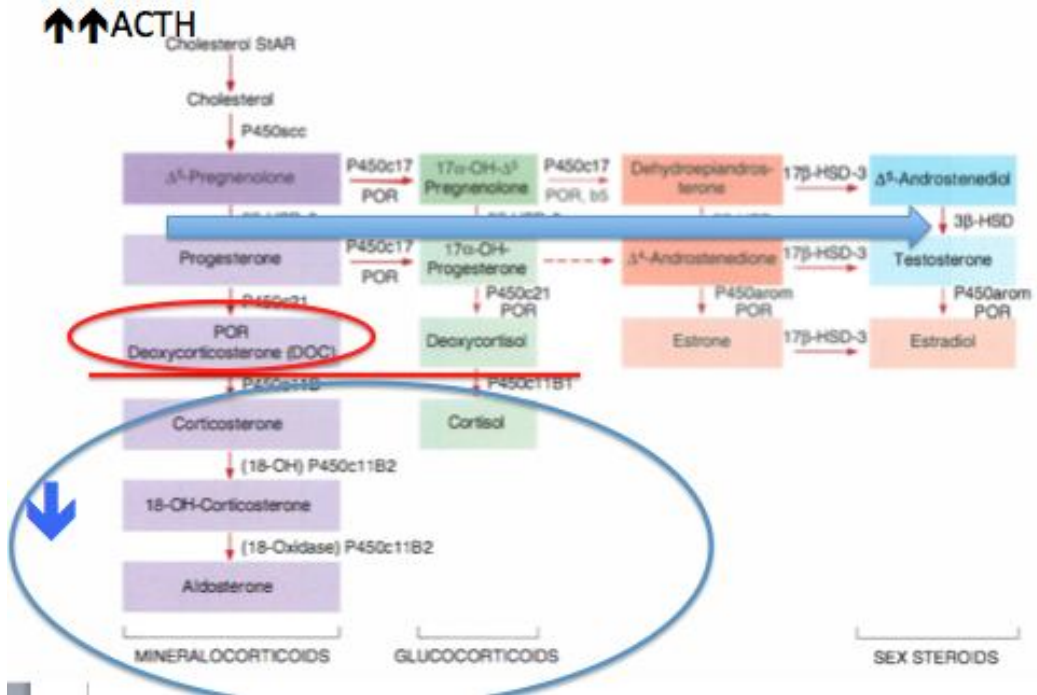 ACTH
Cholesterol StAR
Cholesterol
P450scc
Δ⁵-Pregnenolone
P450c17
POR
17α-OH-Δ⁵
Pregnenolone
P450c17
POR, b5
Dehydroepiandros-
terone
17β-HSD-3
Δ⁵-Androstenediol
3β-HSD
Progesterone
P450c17
POR
17α-OH-
Progesterone
Δ⁴-Androstenedione
17β-HSD-3
Testosterone
P450c21
P450c21
POR
P450arom
POR
P450arom
POR
POR
Deoxycorticosterone (DOC)
Deoxycortisol
Estrone
17β-HSD-3
Estradiol
P450c11B
P450c11B1
Corticosterone
Cortisol
(18-OH) P450c11B2
18-OH-Corticosterone
(18-Oxidase) P450c11B2
Aldosterone
MINERALOCORTICOIDS
GLUCOCORTICOIDS
SEX STEROIDS